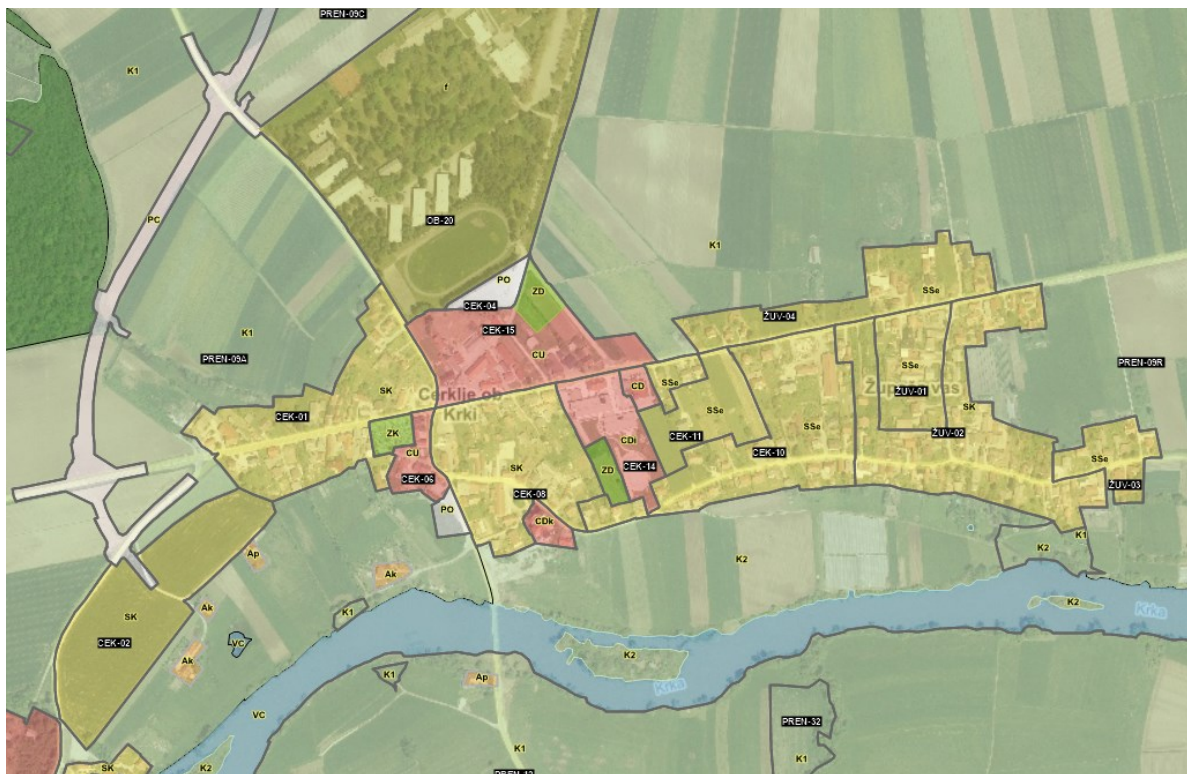 PREN-09C
K1
f
PC
OB-20
K1
PO
ZD
CEK-04
SSe
CEK-15
ŽUV-04
K1
PREN-09A
CU
PREN-09R
SK
CD
SSe
SSe
Cerklje ob
Krki
Župeča vas
ŽUV-01
CEK-01
SSe
SK
ZK
SSe
CEK-11
ŽUV-02
CU
CDi
CEK-10
SSe
CEK-06
SK
ZD
CEK-14
ŽUV-03
CEK-08
PO
CDk
K1
Ap
K2
K2
Ak
Ak
K1
K2
Krka
SK
CEK-02
VC
K2
Ak
K1
Ap
Krka
VC
PREN-32
K1
K1
SK
K2